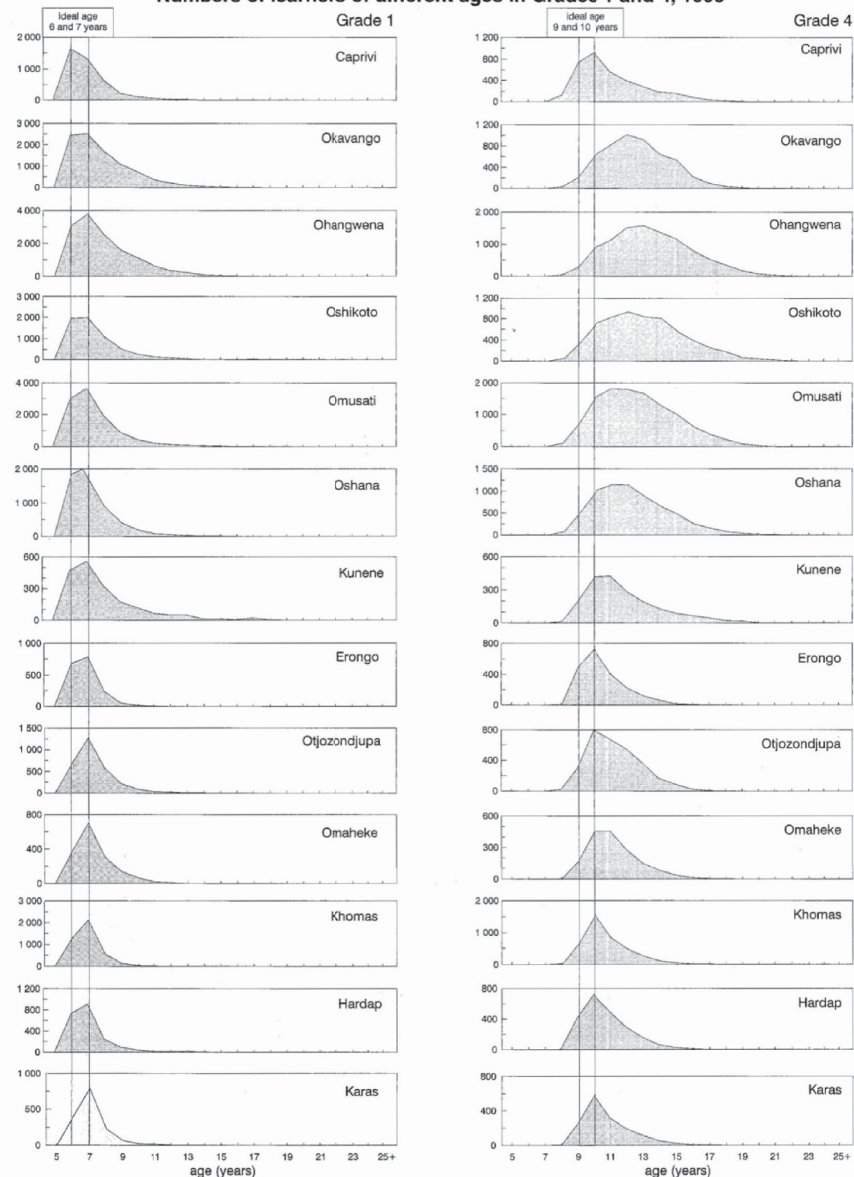 Grade 1
Ideal age
6 and 7 years
2 000
1 000
0
Caprivi
3 000
2 000
1 000
0
Okavango
4 000
2 000
0
Ohangwena
3 000
2 000
1 000
0
Oshikoto
4 000
2 000
0
Omusati
2 000
1 000
0
Oshana
600
300
0
Kunene
1 000
500
0
Erongo
1 500
1 000
500
0
Otjozondjupa
800
400
0
Omaheke
3 000
2 000
1 000
0
Khomas
1 200
800
400
0
Hardap
1 000
500
0
Karas
5 7 9 11 13 15 17 19 21 23 25+
age (years)
Grade 4
Ideal age
9 and 10 years
1 200
800
400
0
Caprivi
1 200
800
400
0
Okavango
2 000
1 000
0
Ohangwena
1 200
800
400
0
Oshikoto
2 000
1 000
0
Omusati
1 500
1 000
500
0
Oshana
600
300
0
Kunene
800
400
0
Erongo
800
400
0
Otjozondjupa
600
300
0
Omaheke
2 000
1 000
0
Khomas
800
400
0
Hardap
800
400
0
Karas
5 7 9 11 13 15 17 19 21 23 25+
age (years)